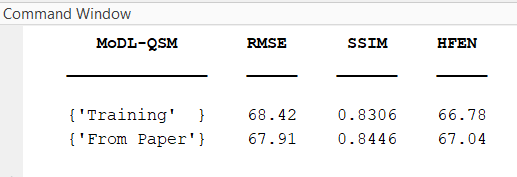 Command Window
MoDL-QSM RMSE SSIM HFEN
{'Training' } 68.42 0.8306 66.78
{'From Paper'} 67.91 0.8446 67.04